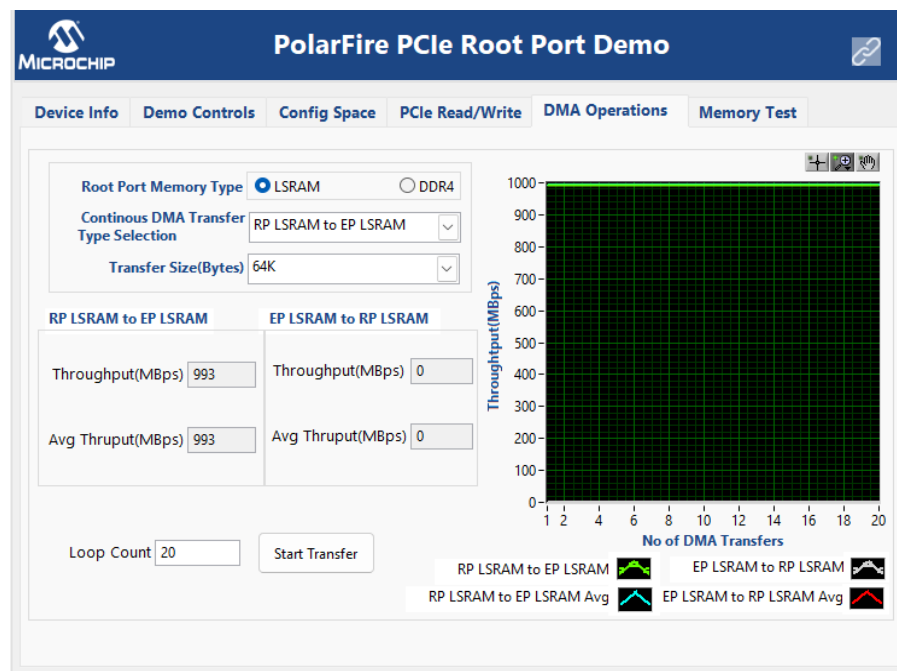 MICROCHIP
PolarFire PCIe Root Port Demo
Device Info
Demo Controls
Config Space
PCIe Read/Write
DMA Operations
Memory Test
Root Port Memory Type
LSRAM
DDR4
Continous DMA Transfer
Type Selection
RP LSRAM to EP LSRAM
Transfer Size(Bytes)
64K
RP LSRAM to EP LSRAM
EP LSRAM to RP LSRAM
Throughput(MBps)
993
Throughput(MBps)
0
Avg Thruput(MBps)
993
Avg Thruput(MBps)
0
Loop Count
20
Start Transfer
Throughtput(MBps)
1000
900
800
700
600
500
400
300
200
100
0
1 2 4 6 8 10 12 14 16 18 20
No of DMA Transfers
RP LSRAM to EP LSRAM
EP LSRAM to RP LSRAM
RP LSRAM to EP LSRAM Avg
EP LSRAM to RP LSRAM Avg